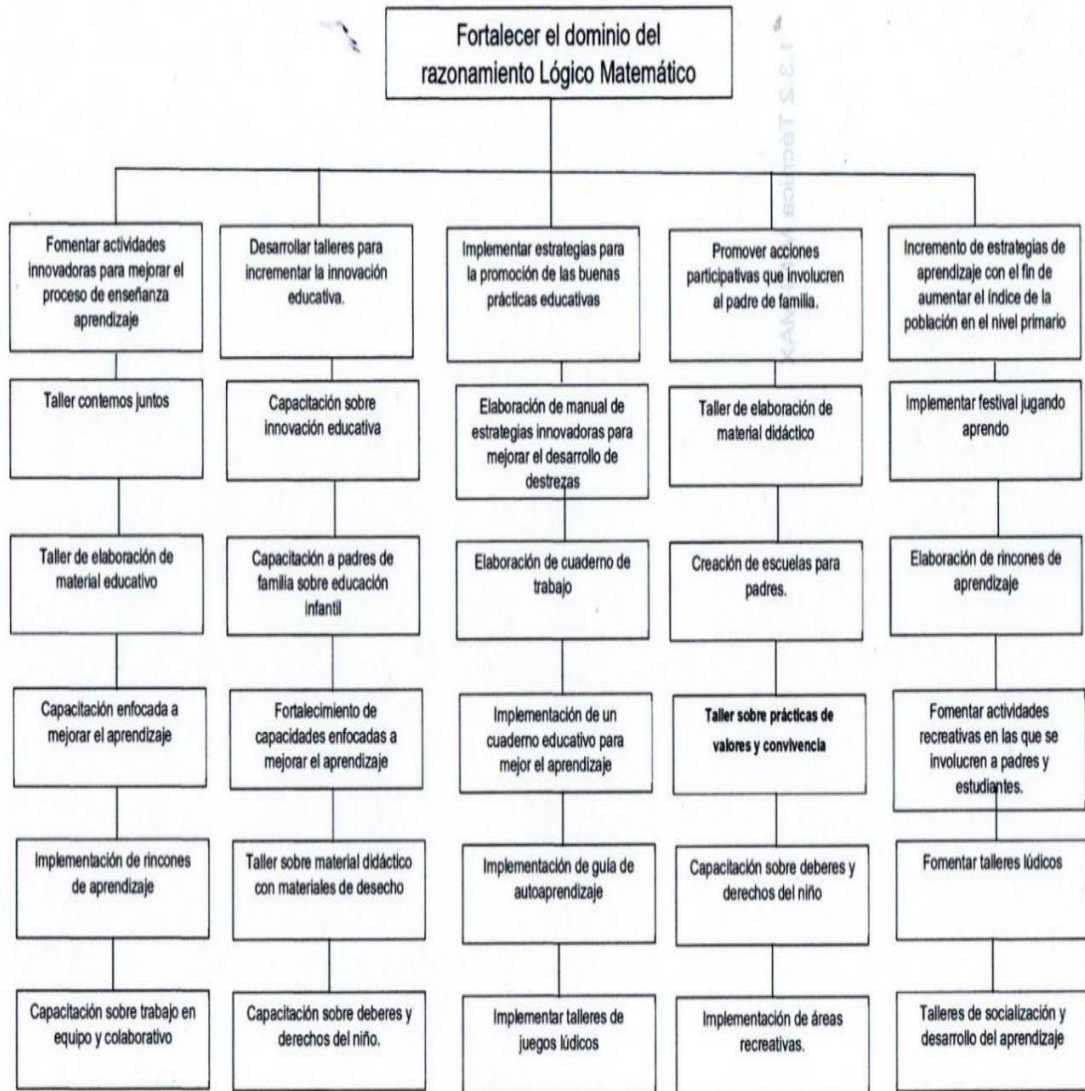 Fortalecer el dominio del
razonamiento Lógico Matemático
Fomentar actividades
innovadoras para mejorar el
proceso de enseñanza
aprendizaje
Desarrollar talleres para
incrementar la innovación
educativa.
Implementar estrategias para
la promoción de las buenas
prácticas educativas
Promover acciones
participativas que involucren
al padre de familia.
Incremento de estrategias de
aprendizaje con el fin de
aumentar el índice de la
población en el nivel primario
Taller contemos juntos
Capacitación sobre
innovación educativa
Elaboración de manual de
estrategias innovadoras para
mejorar el desarrollo de
destrezas
Taller de elaboración de
material didáctico
Implementar festival jugando
aprendo
Taller de elaboración de
material educativo
Capacitación a padres de
familia sobre educación
infantil
Elaboración de cuaderno de
trabajo
Creación de escuelas para
padres.
Elaboración de rincones de
aprendizaje
Capacitación enfocada a
mejorar el aprendizaje
Fortalecimiento de
capacidades enfocadas a
mejorar el aprendizaje
Implementación de un
cuaderno educativo para
mejor el aprendizaje
Taller sobre prácticas de
valores y convivencia
Fomentar actividades
recreativas en las que se
involucren a padres y
estudiantes.
Implementación de rincones
de aprendizaje
Taller sobre material didáctico
con materiales de desecho
Implementación de guía de
autoaprendizaje
Capacitación sobre deberes y
derechos del niño
Fomentar talleres lúdicos
Capacitación sobre trabajo en
equipo y colaborativo
Capacitación sobre deberes y
derechos del niño.
Implementar talleres de
juegos lúdicos
Implementación de áreas
recreativas.
Talleres de socialización y
desarrollo del aprendizaje
1.3.2 Técnica